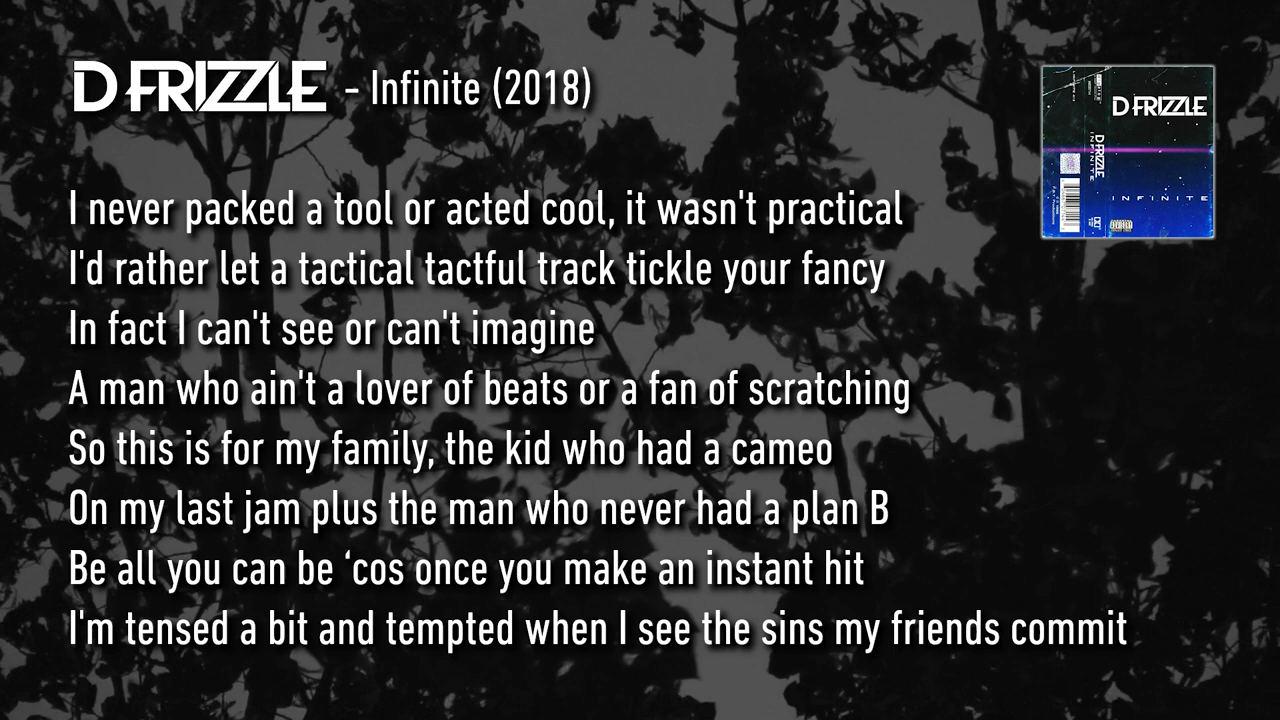 D FRIZZLE - Infinite (2018)
D FRIZZLE
D FRIZZLE
INFINITE
INFINITE
I never packed a tool or acted cool, it wasn't practical
I'd rather let a tactical tactful track tickle your fancy
In fact I can't see or can't imagine
A man who ain't a lover of beats or a fan of scratching
So this is for my family, the kid who had a cameo
On my last jam plus the man who never had a plan B
Be all you can be ‘cos once you make an instant hit
I'm tensed a bit and tempted when I see the sins my friends commit